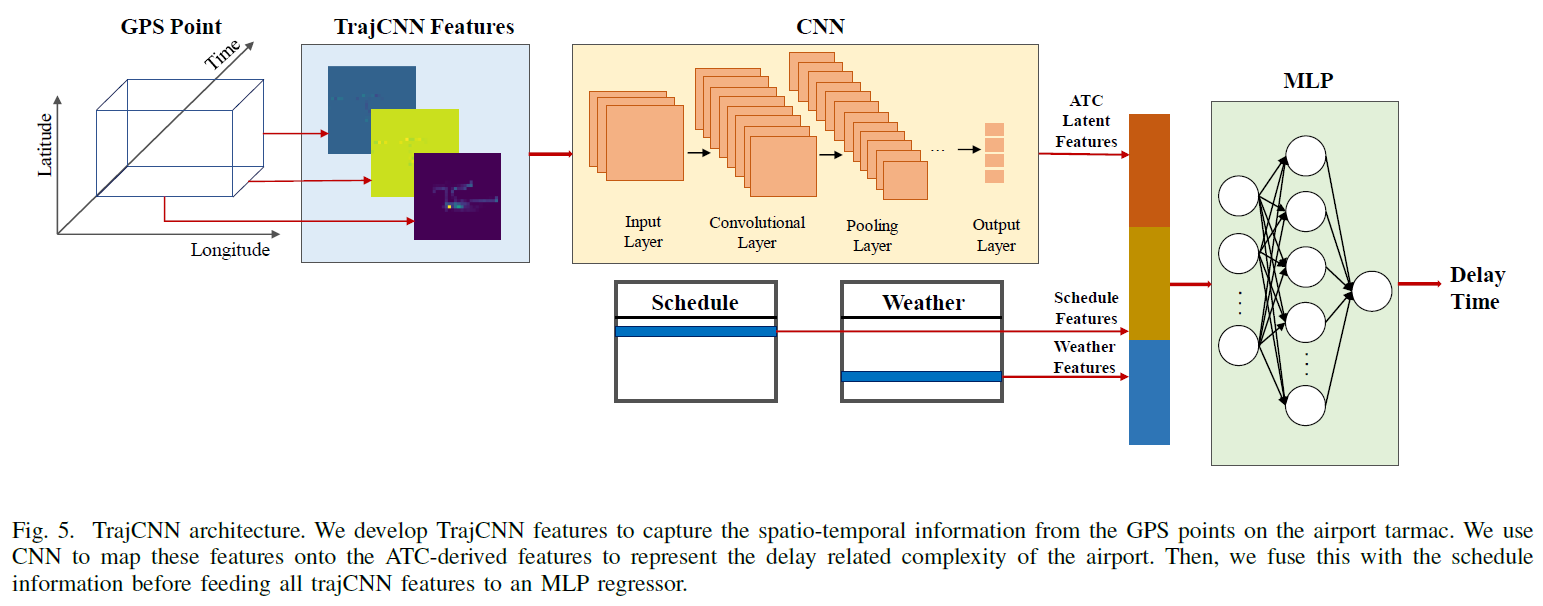 GPS Point
TrajCNN Features
CNN
MLP
Time
Latitude
Longitude
Input
Layer
Convolutional
Layer
Pooling
Layer
...
Output
Layer
ATC
Latent
Features
Schedule
Weather
Schedule
Features
Weather
Features
Delay
Time
Fig. 5. TrajCNN architecture. We develop TrajCNN features to capture the spatio-temporal information from the GPS points on the airport tarmac. We use
CNN to map these features onto the ATC-derived features to represent the delay related complexity of the airport. Then, we fuse this with the schedule
information before feeding all trajCNN features to an MLP regressor.